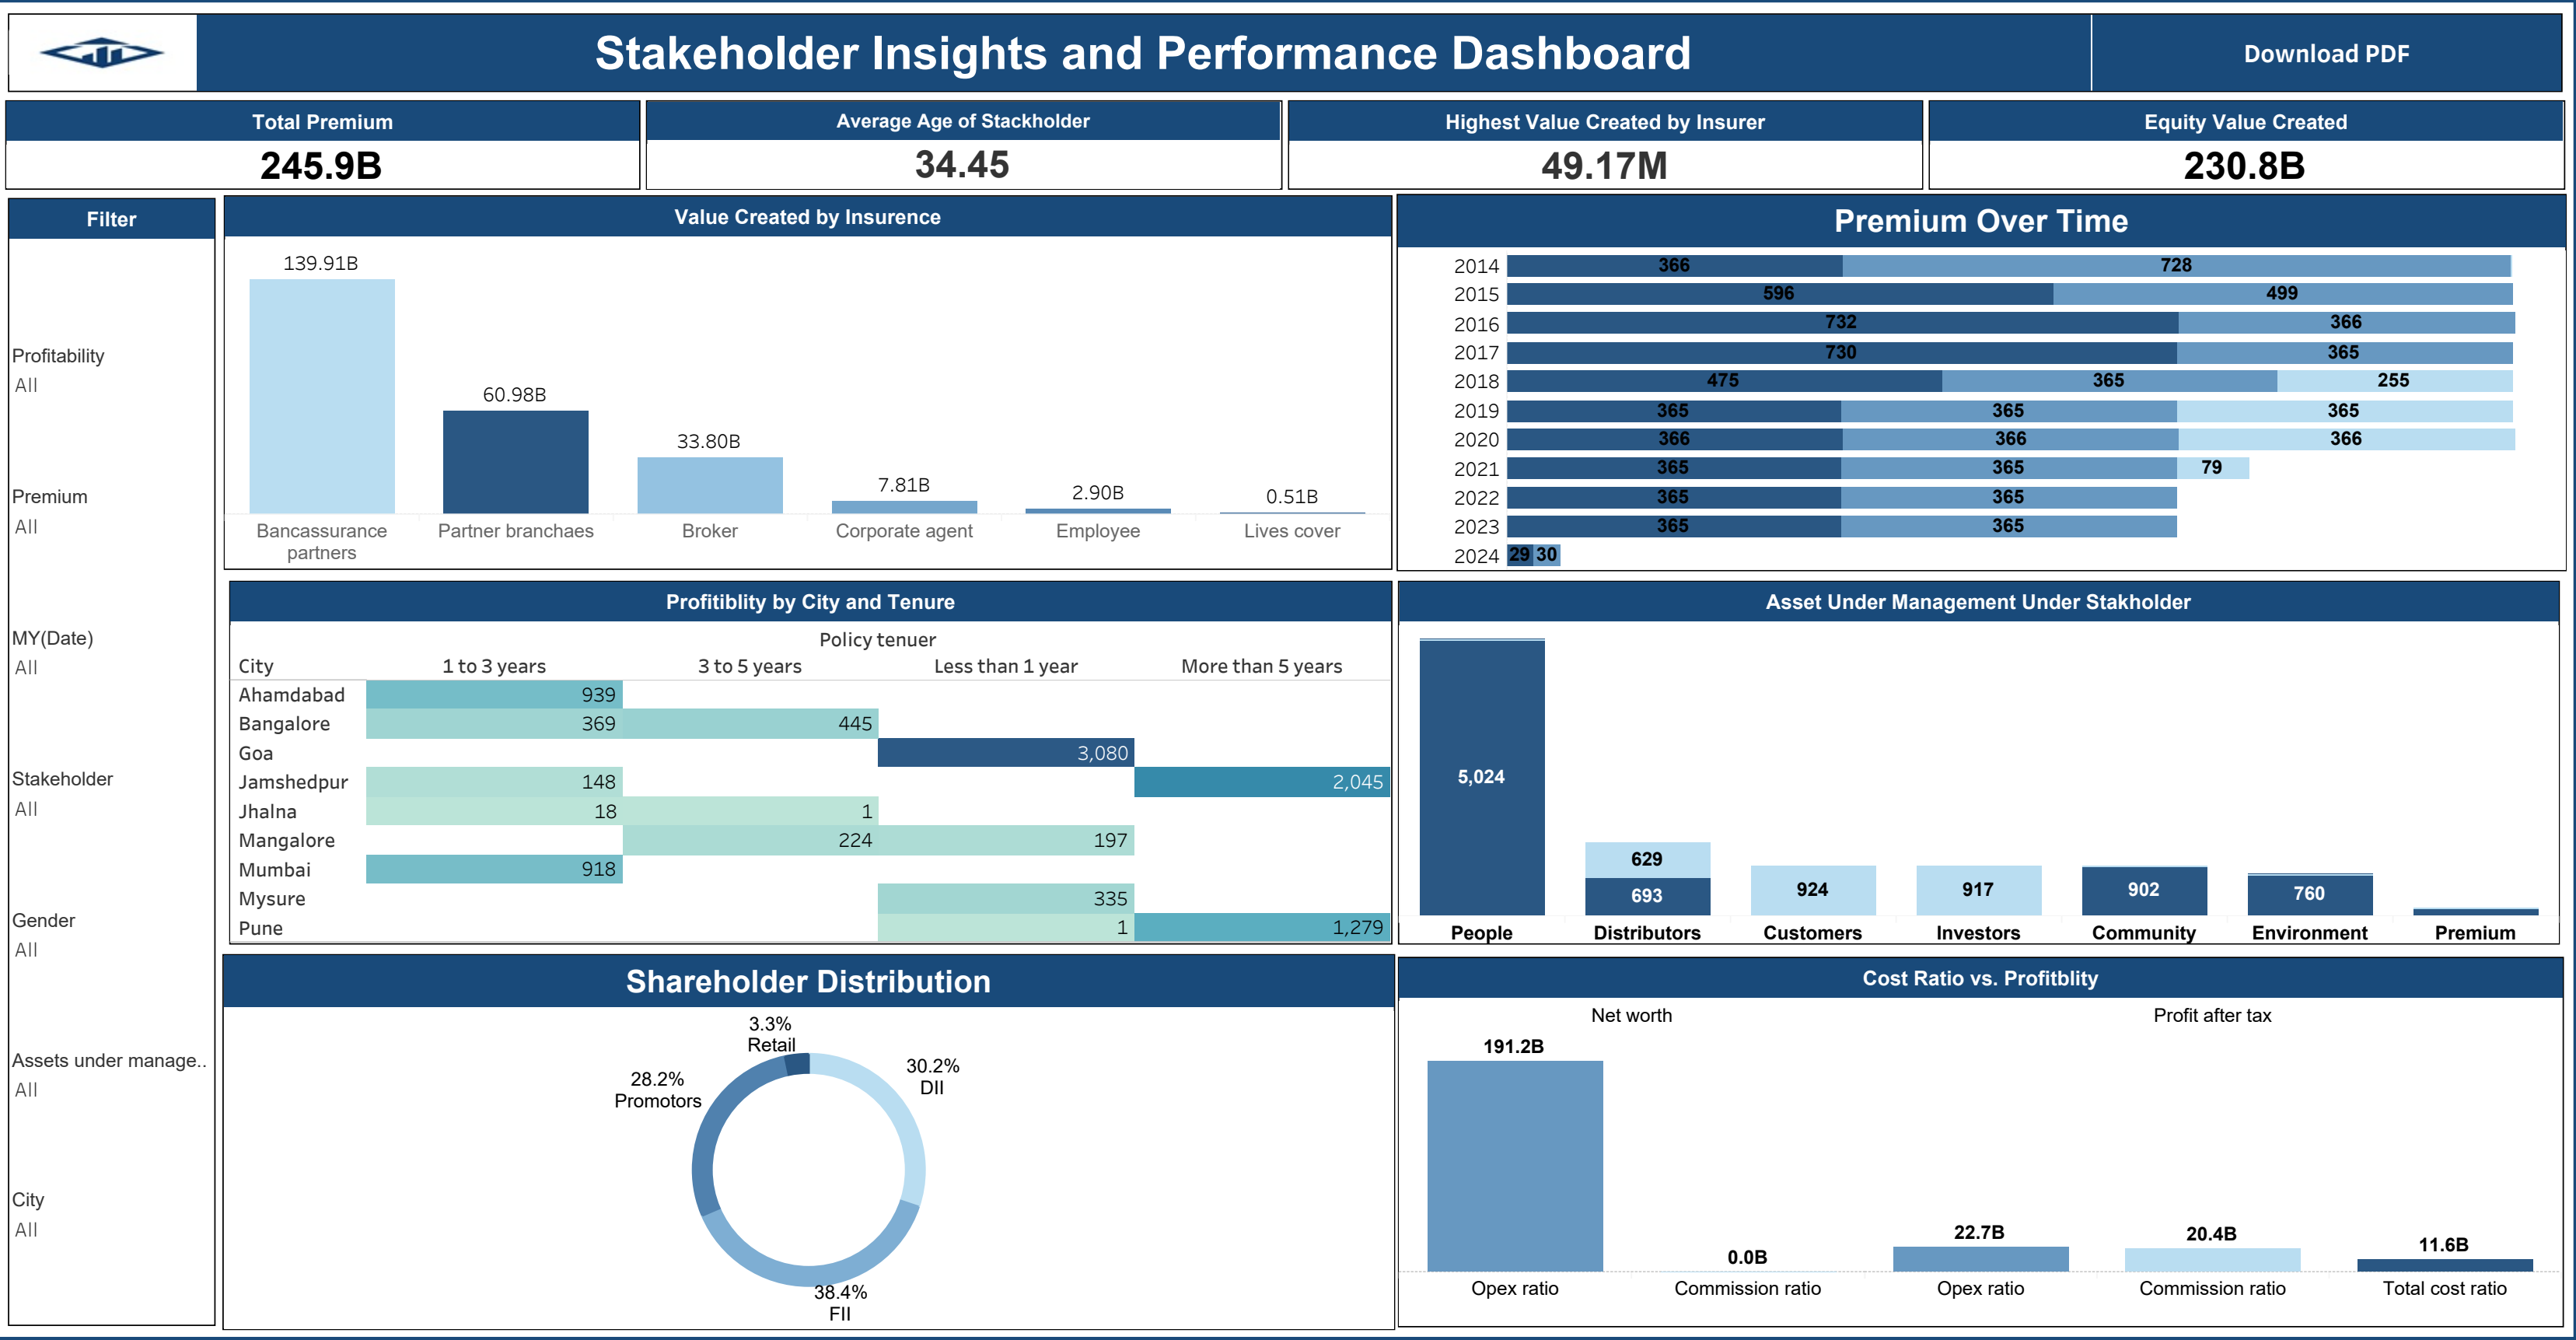 Stakeholder Insights and Performance Dashboard
Download PDF
Total Premium
245.9B
Average Age of Stackholder
34.45
Highest Value Created by Insurer
49.17M
Equity Value Created
230.8B
Filter
Profitability
All
Premium
All
MY(Date)
All
Stakeholder
All
Gender
All
Assets under manage..
All
City
All
Value Created by Insurence
139.91B
60.98B
33.80B
7.81B
2.90B
0.51B
Bancassurance
partners
Partner branchaes
Broker
Corporate agent
Employee
Lives cover
Premium Over Time
2014 366 728
2015 596 499
2016 732 366
2017 730 365
2018 475 365 255
2019 365 365 365
2020 366 366 366
2021 365 365 79
2022 365 365
2023 365 365
2024 29 30
Profitiblity by City and Tenure
Policy tenuer
City 1 to 3 years 3 to 5 years Less than 1 year More than 5 years
Ahamdabad 939
Bangalore 369 445
Goa 3,080
Jamshedpur 148 2,045
Jhalna 18 1
Mangalore 224 197
Mumbai 918
Mysure 335
Pune 1 1,279
Asset Under Management Under Stakholder
5,024
629
693
924
917
902
760
People Distributors Customers Investors Community Environment Premium
Shareholder Distribution
3.3%
Retail
30.2%
DII
28.2%
Promotors
38.4%
FII
Cost Ratio vs. Profitblity
Net worth Profit after tax
191.2B
0.0B
22.7B
20.4B
11.6B
Opex ratio Commission ratio Opex ratio Commission ratio Total cost ratio